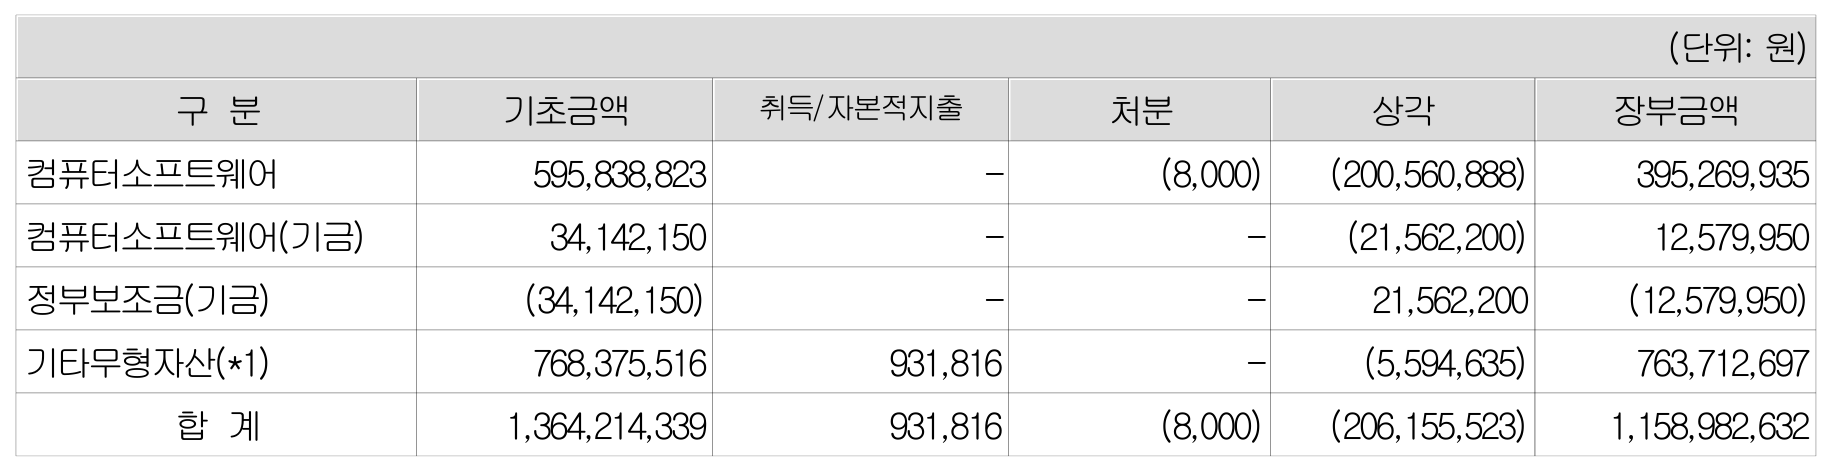 (단위: 원)
구 분 기초금액 취득/자본적지출 처분 상각 장부금액
컴퓨터소프트웨어 595,838,823 - (8,000) (200,560,888) 395,269,935
컴퓨터소프트웨어(기금) 34,142,150 - - (21,562,200) 12,579,950
정부보조금(기금) (34,142,150) - - 21,562,200 (12,579,950)
기타무형자산(*1) 768,375,516 931,816 - (5,594,635) 763,712,697
합 계 1,364,214,339 931,816 (8,000) (206,155,523) 1,158,982,632